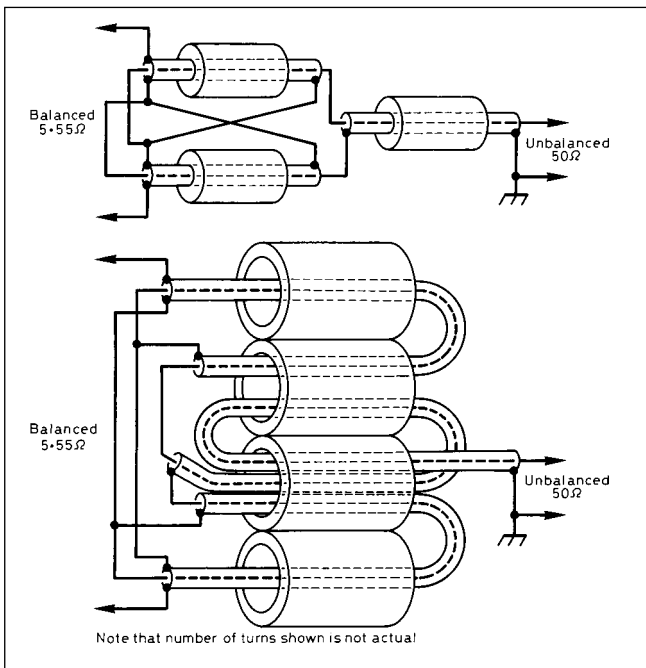 Balanced
5·55Ω
Unbalanced
50Ω
Balanced
5·55Ω
Unbalanced
50Ω
Note that number of turns shown is not actual